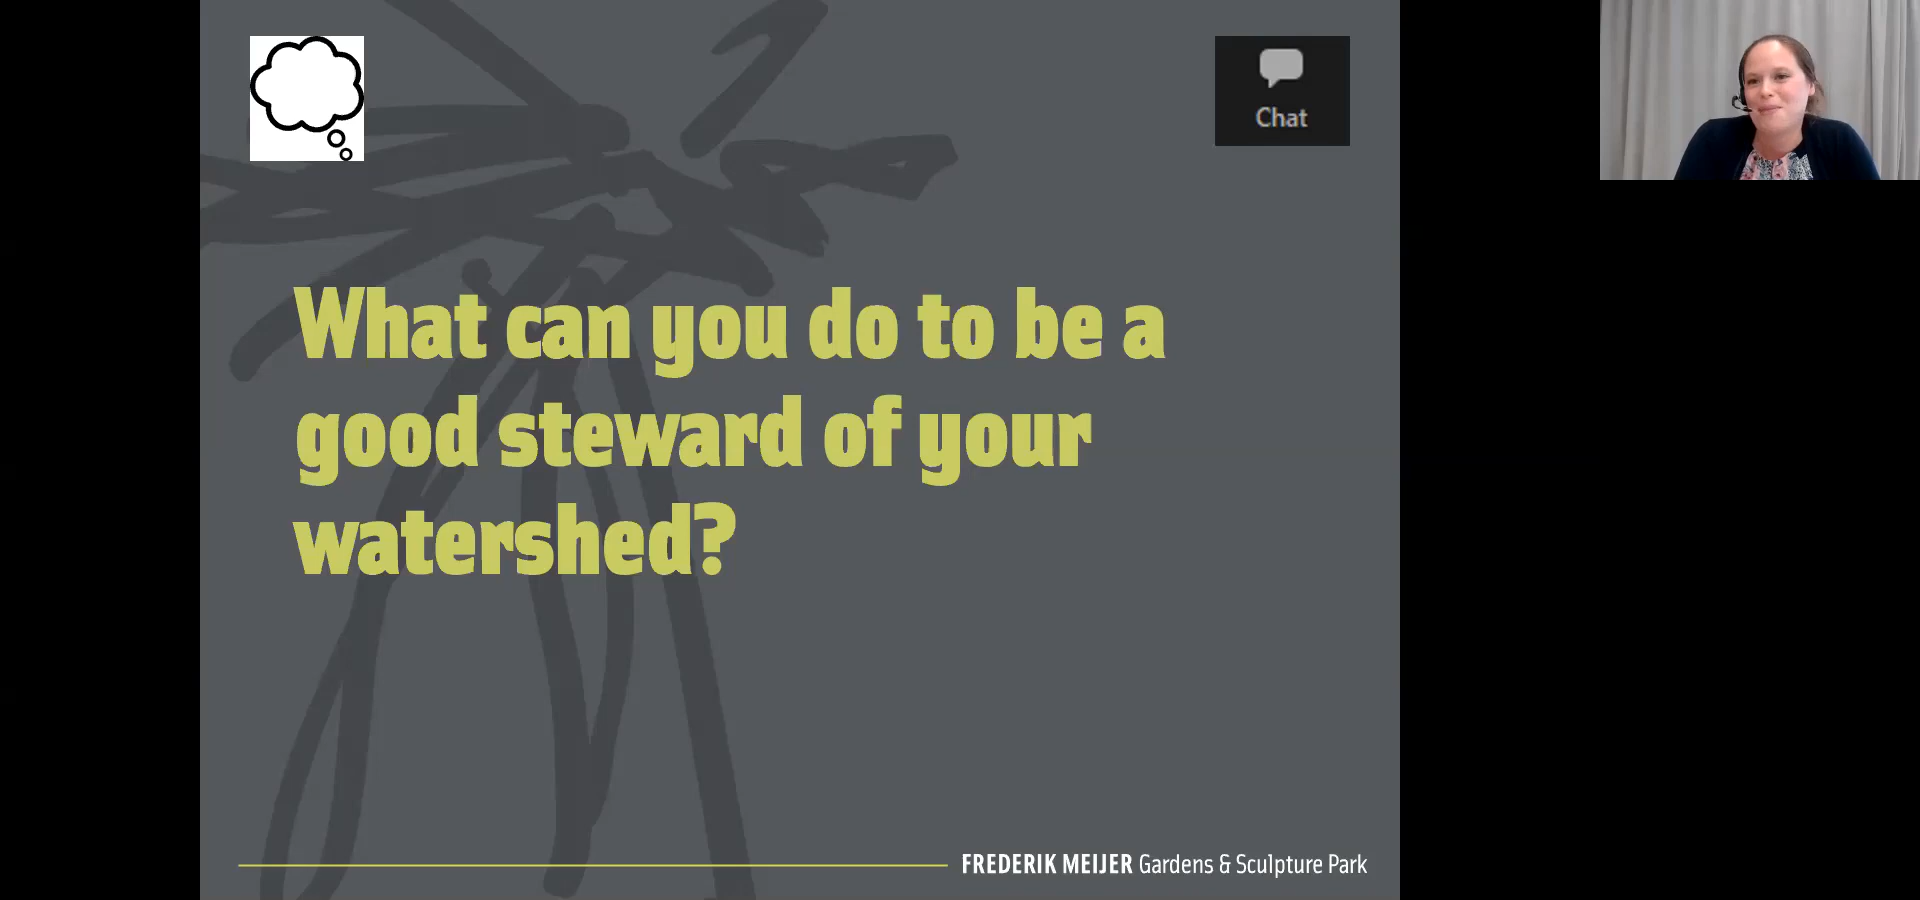 Chat
What can you do to be a
good steward of your
watershed?
FREDERIK MEIJER Gardens & Sculpture Park